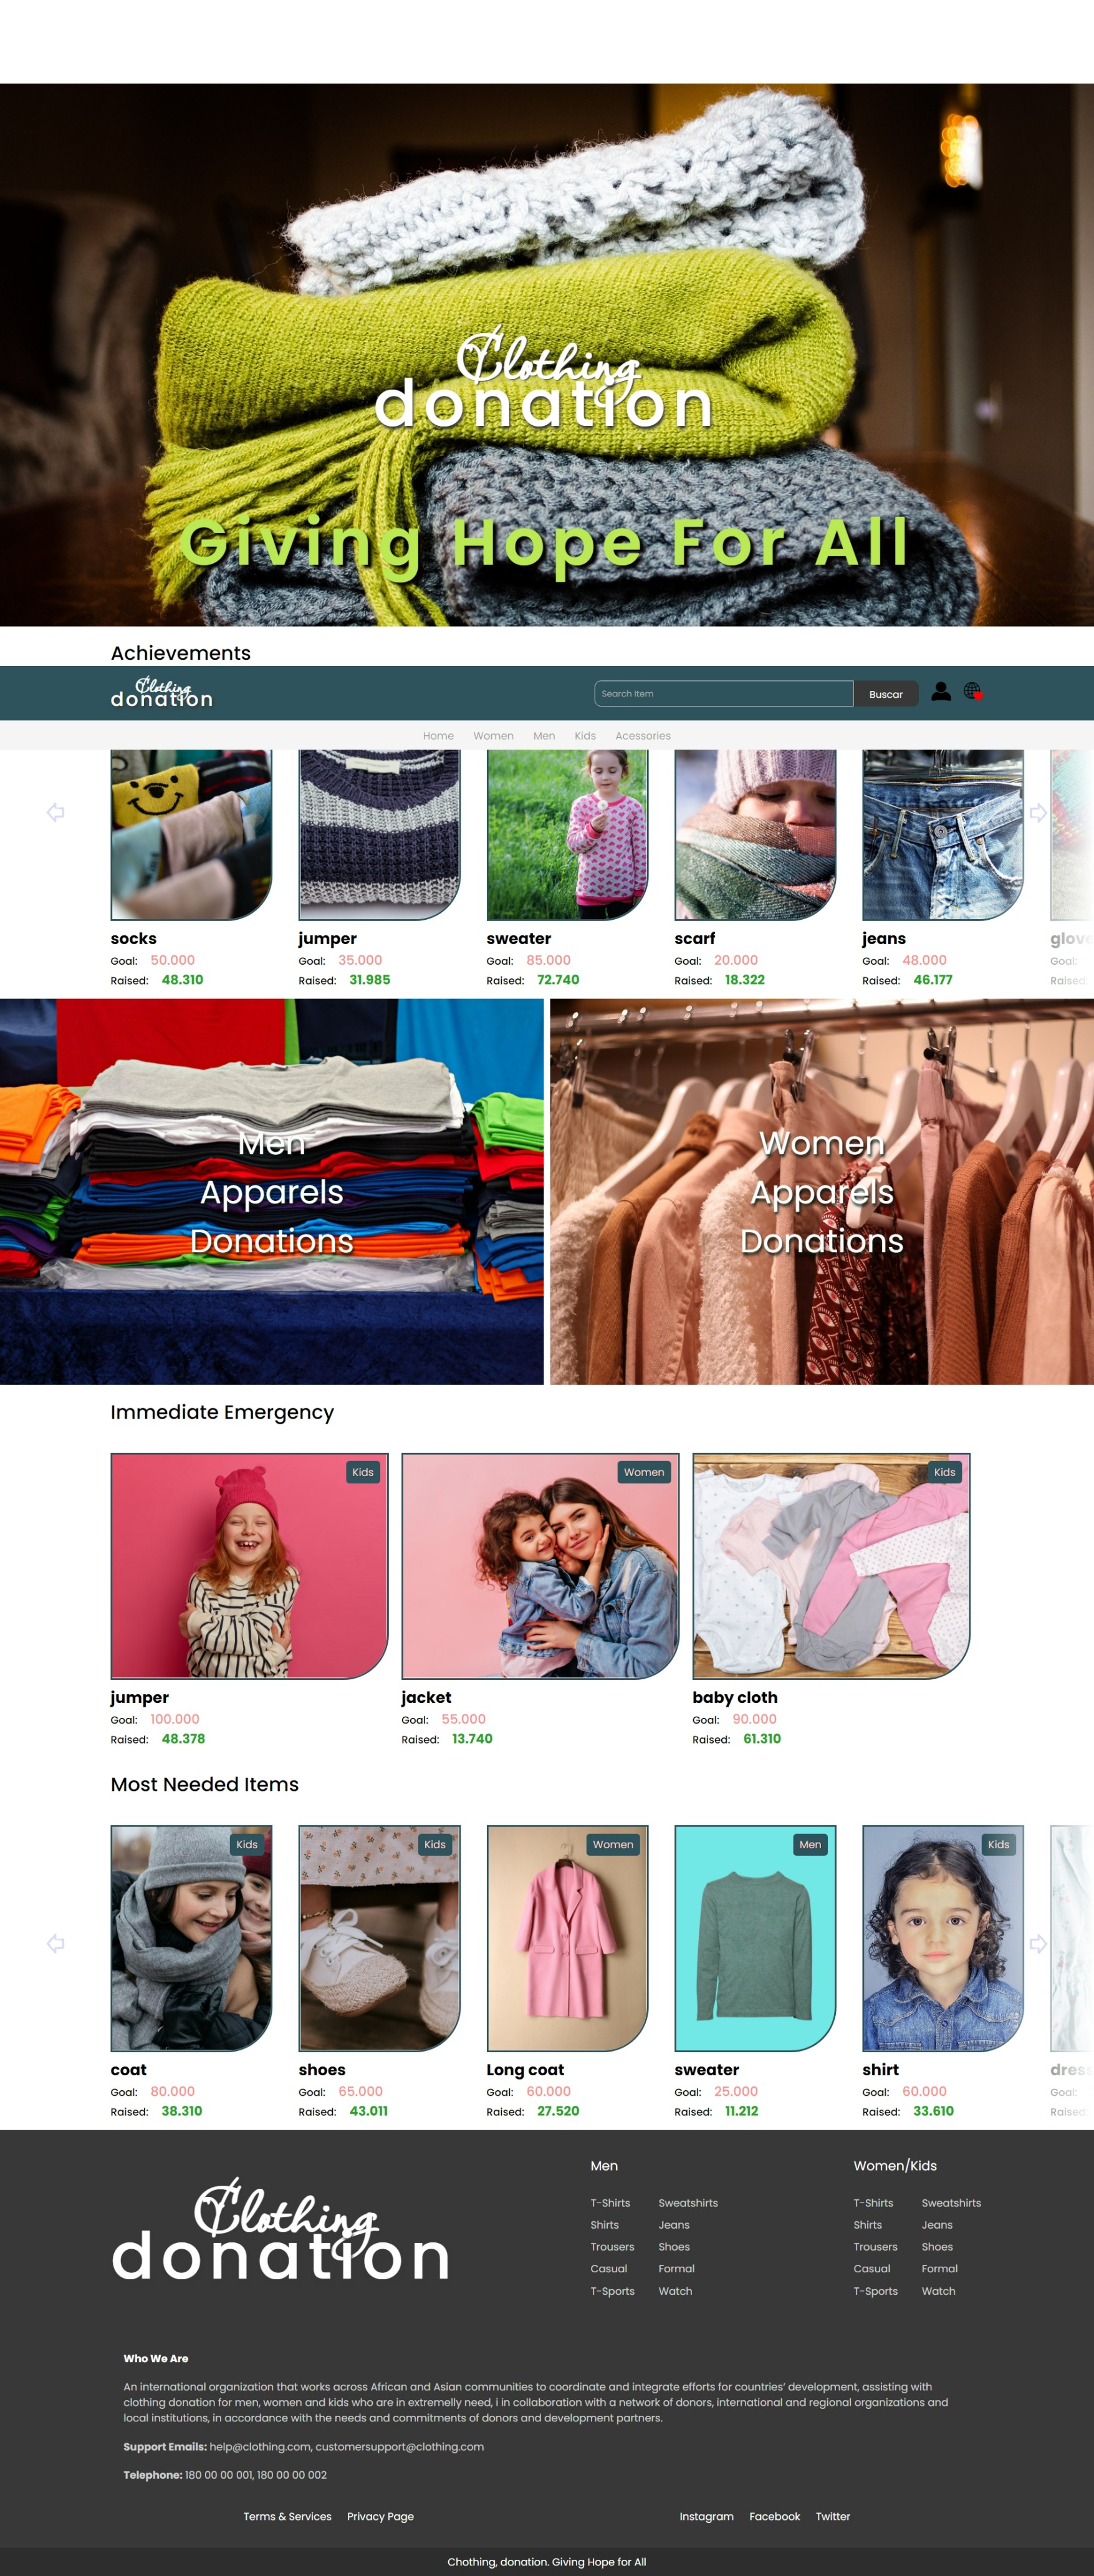 Clothing
donation
Giving Hope For All
Achievements
Clothing
donation
Search Item
Buscar
Home Women Men Kids Acessories
socks
Goal: 50.000
Raised: 48.310
jumper
Goal: 35.000
Raised: 31.985
sweater
Goal: 85.000
Raised: 72.740
scarf
Goal: 20.000
Raised: 18.322
jeans
Goal: 48.000
Raised: 46.177
Goal:
Raised:
Men
Apparels
Donations
Women
Apparels
Donations
Immediate Emergency
Kids
jumper
Goal: 100.000
Raised: 48.378
Women
jacket
Goal: 55.000
Raised: 13.740
Kids
baby cloth
Goal: 90.000
Raised: 61.310
Most Needed Items
Kids
coat
Goal: 80.000
Raised: 38.310
Kids
shoes
Goal: 65.000
Raised: 43.011
Women
Long coat
Goal: 60.000
Raised: 27.520
Men
sweater
Goal: 25.000
Raised: 11.212
Kids
shirt
Goal: 60.000
Raised: 33.610
dress
Goal:
Raised:
Clothing
donation
Men
T-Shirts Sweatshirts
Shirts Jeans
Trousers Shoes
Casual Formal
T-Sports Watch
Women/Kids
T-Shirts Sweatshirts
Shirts Jeans
Trousers Shoes
Casual Formal
T-Sports Watch
Who We Are
An international organization that works across African and Asian communities to coordinate and integrate efforts for countries’ development, assisting with
clothing donation for men, women and kids who are in extremelly need, i in collaboration with a network of donors, international and regional organizations and
local institutions, in accordance with the needs and commitments of donors and development partners.
Support Emails: help@clothing.com, customersupport@clothing.com
Telephone: 180 00 00 001, 180 00 00 002
Terms & Services Privacy Page
Instagram Facebook Twitter
Chothing, donation. Giving Hope for All